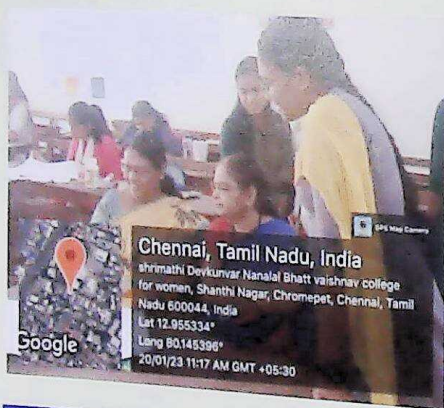 GPS Map Camera
Chennai, Tamil Nadu, India
shrimathi Devkunvar Nanalal Bhatt vaishnav college
for women, Shanthi Nagar, Chromepet, Chennai, Tamil
Nadu 600044, India
Lat 12.955334°
Long 80.145396°
20/01/23 11:17 AM GMT +05:30
Google